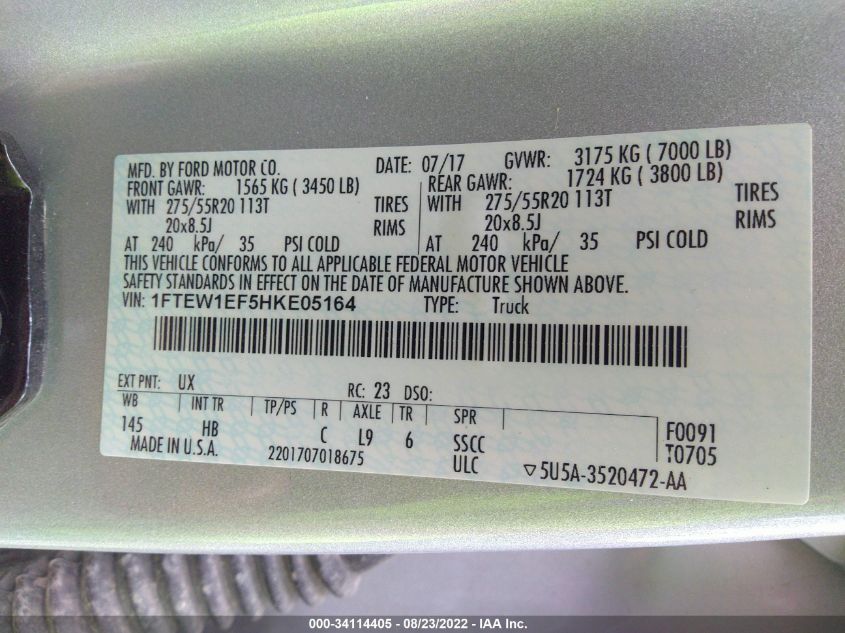 MFD. BY FORD MOTOR CO. DATE: 07/17 GVWR: 3175 KG ( 7000 LB)
FRONT GAWR: 1565 KG ( 3450 LB) REAR GAWR: 1724 KG ( 3800 LB)
WITH 275/55R20 113T TIRES WITH 275/55R20 113T TIRES
20x8.5J RIMS 20x8.5J RIMS
AT 240 kPa/ 35 PSI COLD AT 240 kPa/ 35 PSI COLD
THIS VEHICLE CONFORMS TO ALL APPLICABLE FEDERAL MOTOR VEHICLE
SAFETY STANDARDS IN EFFECT ON THE DATE OF MANUFACTURE SHOWN ABOVE.
VIN: 1FTEW1EF5HKE05164 TYPE: Truck
EXT PNT: UX RC: 23 DSO:
WB INT TR TP/PS R AXLE TR SPR
145 HB C L9 6 SSCC F0091
MADE IN U.S.A. 2201707018675 ULC T0705
▽5U5A-3520472-AA
000-34114405 - 08/23/2022 - IAA Inc.